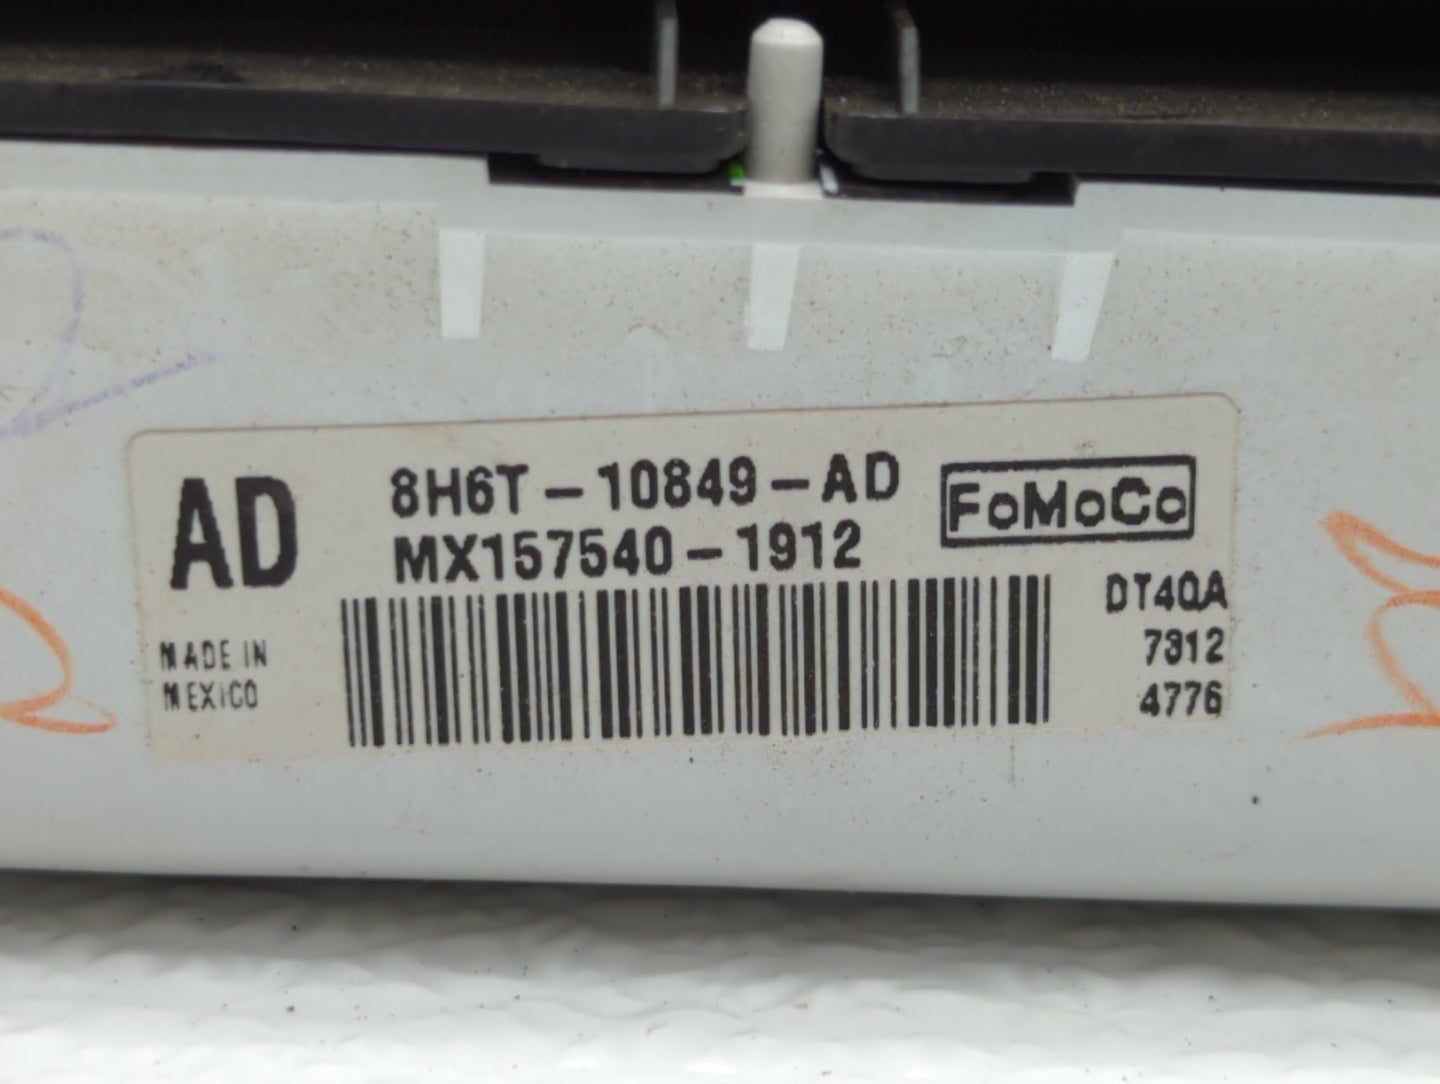 AD
8H6T-10849-AD
MX157540-1912
FoMoCo
DT4QA
7312
4776
MADE IN
MEXICO